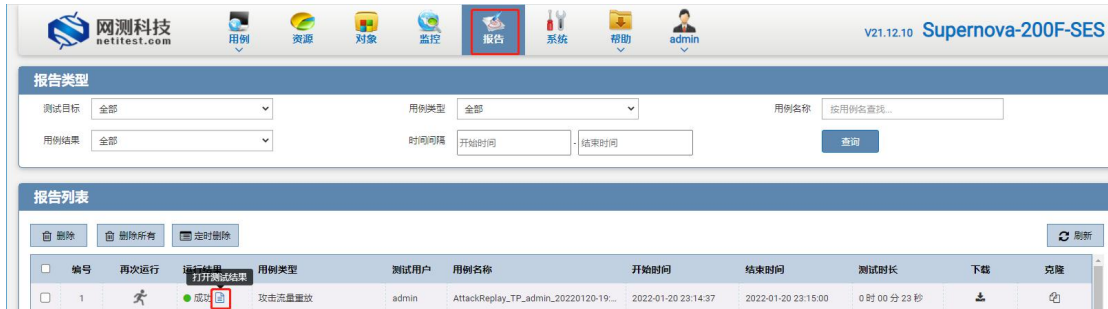 网测科技
netitest.com
用例
资源
对象
监控
报告
系统
帮助
admin
V21.12.10 Supernova-200F-SES
报告类型
测试目标 全部 用例类型 全部 用例名称 按用例名查找...
用例结果 全部 时间间隔 开始时间 - 结束时间 查询
报告列表
删除 删除所有 定时删除 刷新
编号 再次运行 运行结果 用例类型 测试用户 用例名称 开始时间 结束时间 测试时长 下载 克隆
打开测试结果
1 成功 攻击流量重放 admin AttackReplay_TP_admin_20220120-19:... 2022-01-20 23:14:37 2022-01-20 23:15:00 0 时 00 分 23 秒